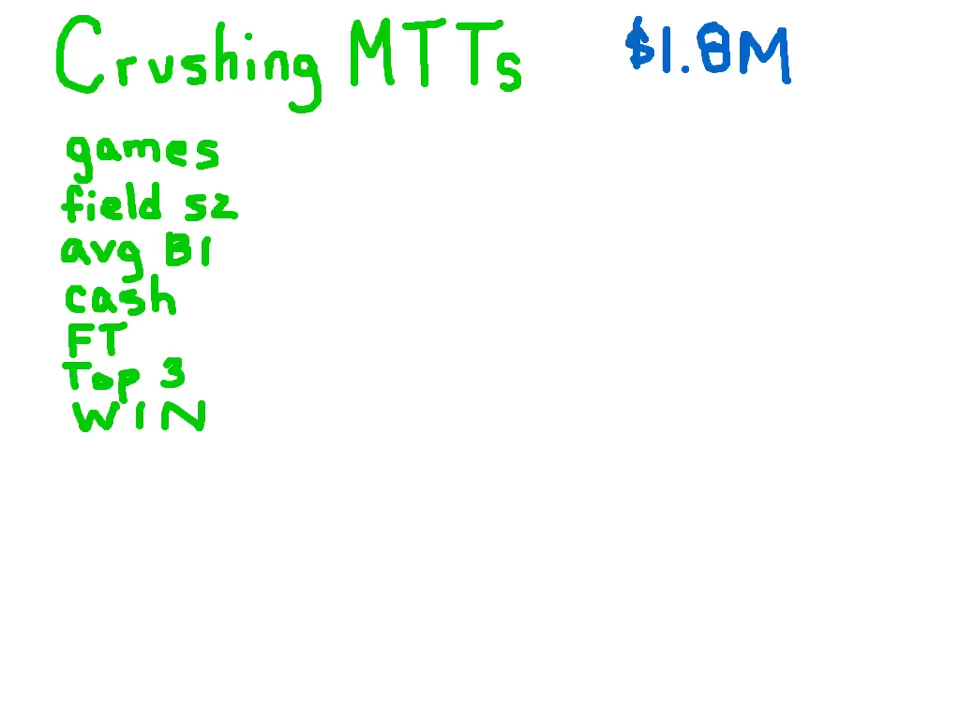 Crushing MTTs $1.8M
games
field sz
avg BI
cash
FT
Top 3
WIN